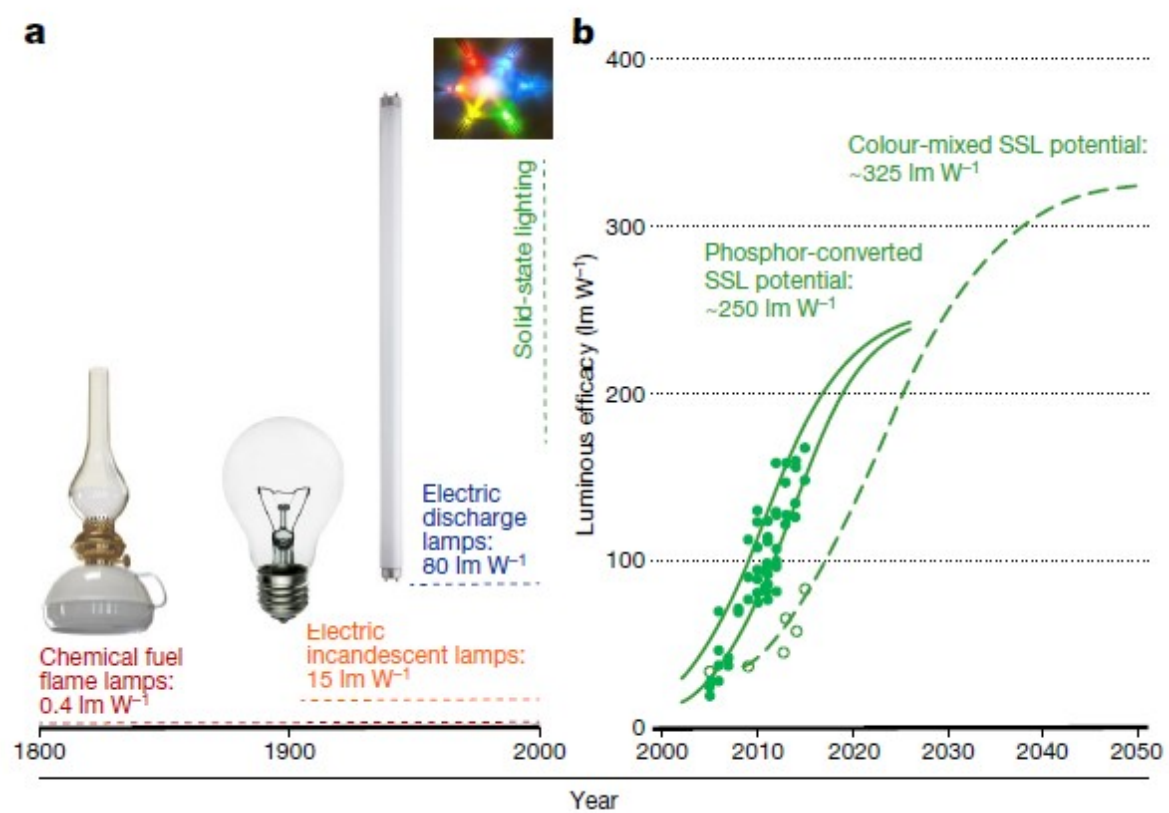 a
Solid-state lighting
Electric
discharge
lamps:
80 lm W⁻¹
Electric
incandescent lamps:
15 lm W⁻¹
Chemical fuel
flame lamps:
0.4 lm W⁻¹
1800 1900 2000
b
Luminous efficacy (lm W⁻¹)
400
300
200
100
0
Colour-mixed SSL potential:
~325 lm W⁻¹
Phosphor-converted
SSL potential:
~250 lm W⁻¹
2000 2010 2020 2030 2040 2050
Year